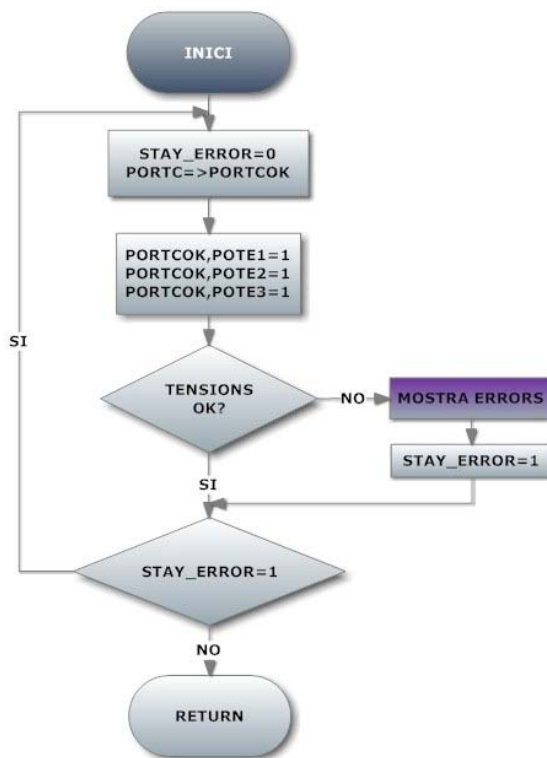 INICI
STAY_ERROR=0
PORTC=>PORTCOK
PORTCOK,POTE1=1
PORTCOK,POTE2=1
PORTCOK,POTE3=1
SI
TENSIONS
OK?
NO
MOSTRA ERRORS
STAY_ERROR=1
SI
STAY_ERROR=1
NO
RETURN